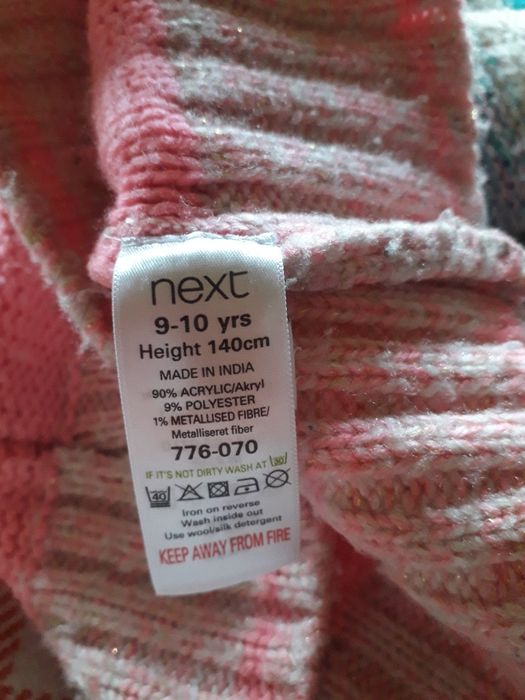 next
9-10 yrs
Height 140cm
MADE IN INDIA
90% ACRYLIC/Akryl
9% POLYESTER
1% METALLISED FIBRE/
Metalliseret fiber
776-070
IF IT'S NOT DIRTY WASH AT 30°
40
Iron on reverse
Wash inside out
Use wool/silk detergent
KEEP AWAY FROM FIRE